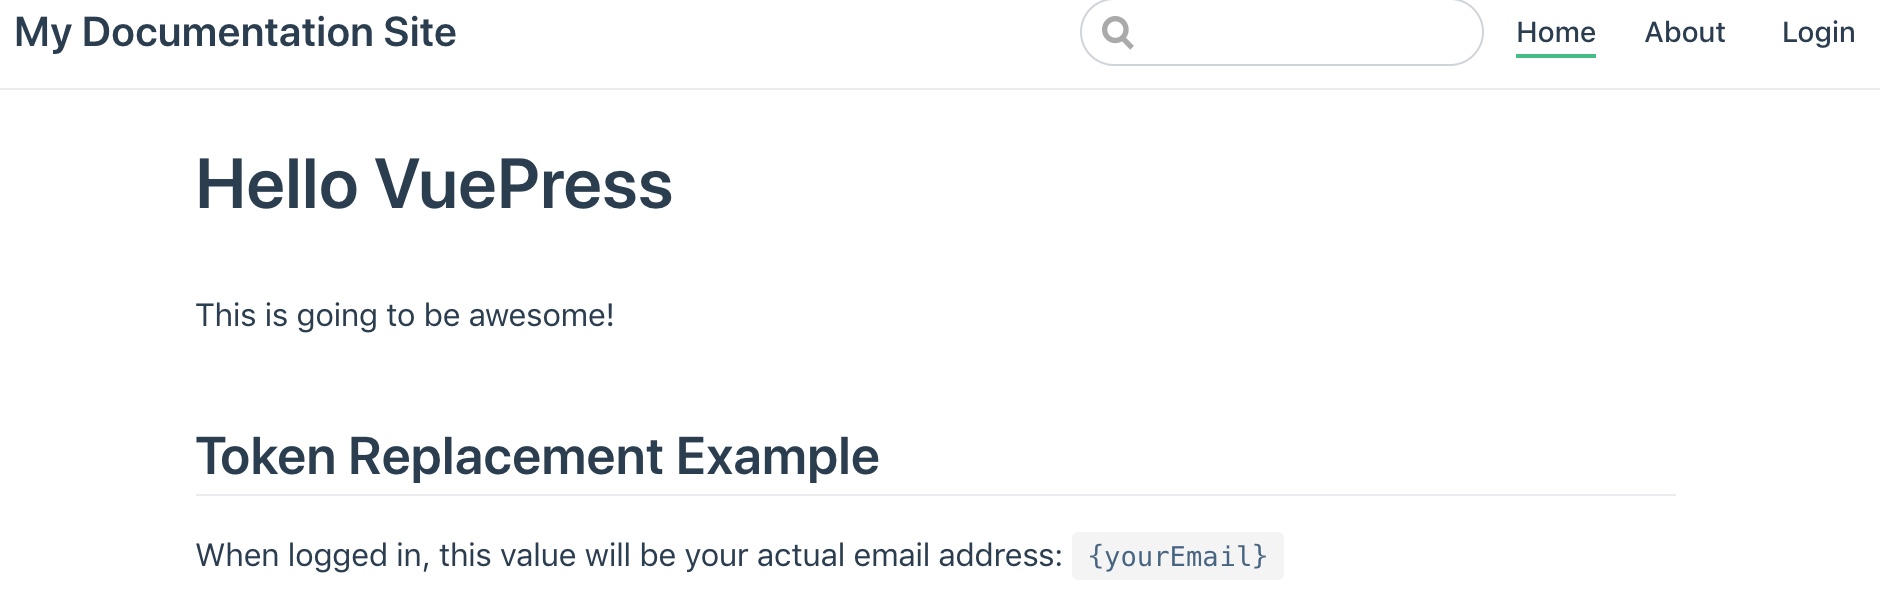 My Documentation Site
Home About Login
Hello VuePress
This is going to be awesome!
Token Replacement Example
When logged in, this value will be your actual email address: {yourEmail}